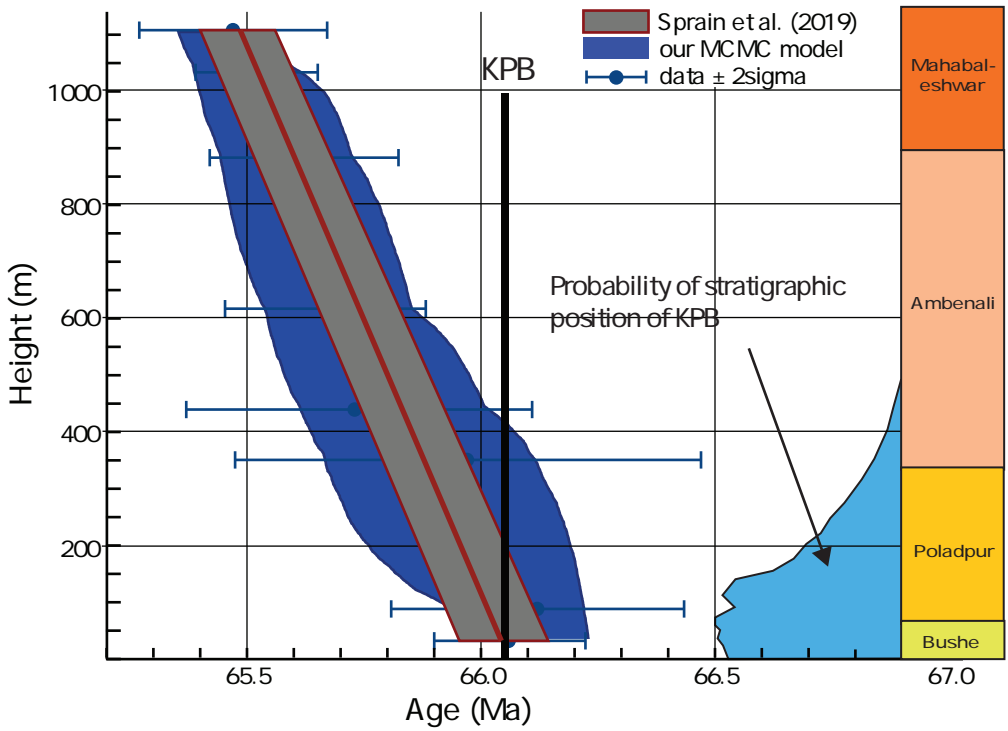 Sprain et al. (2019)
our MCMC model
data ± 2sigma
KPB
Mahabal-
eshwar
Ambenali
Poladpur
Bushe
Probability of stratigraphic
position of KPB
Height (m)
1000
800
600
400
200
65.5
66.0
66.5
67.0
Age (Ma)